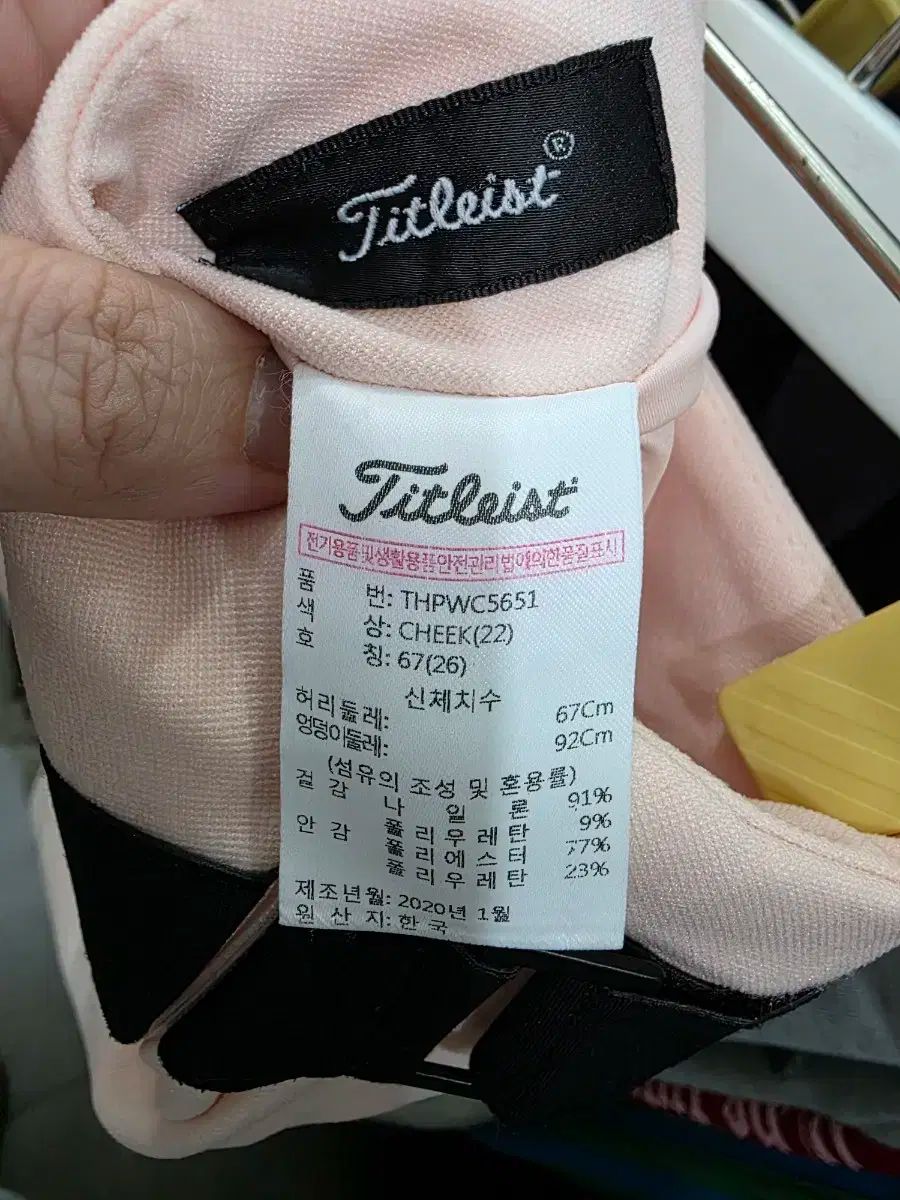 Titleist®
Titleist
전기용품및생활용품안전관리법에의한품질표시
품 번: THPWC5651
색 상: CHEEK(22)
호 칭: 67(26)
신체치수
허리둘레: 67Cm
엉덩이둘레: 92Cm
(섬유의 조성 및 혼용률)
겉 감 나 일 론 91%
폴 리 우 레 탄 9%
안 감 폴 리 에 스 터 77%
폴 리 우 레 탄 23%
제조년월: 2020년 1월
원 산 지: 한 국